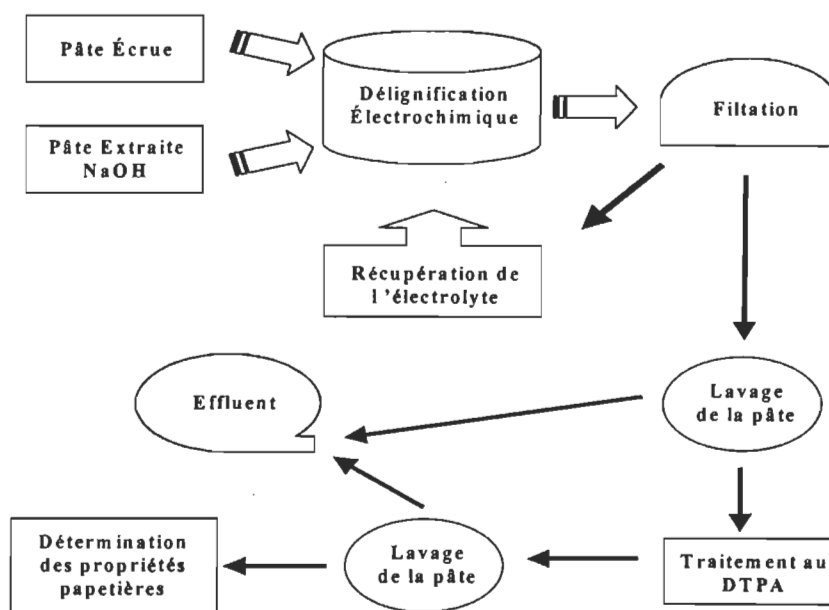 Pâte Écrue
Délignification
Électrochimique
Filtation
Pâte Extraite
NaOH
Récupération de
l'électrolyte
Effluent
Lavage
de la pâte
Détermination
des propriétés
papetières
Lavage
de la pâte
Traitement au
DTPA